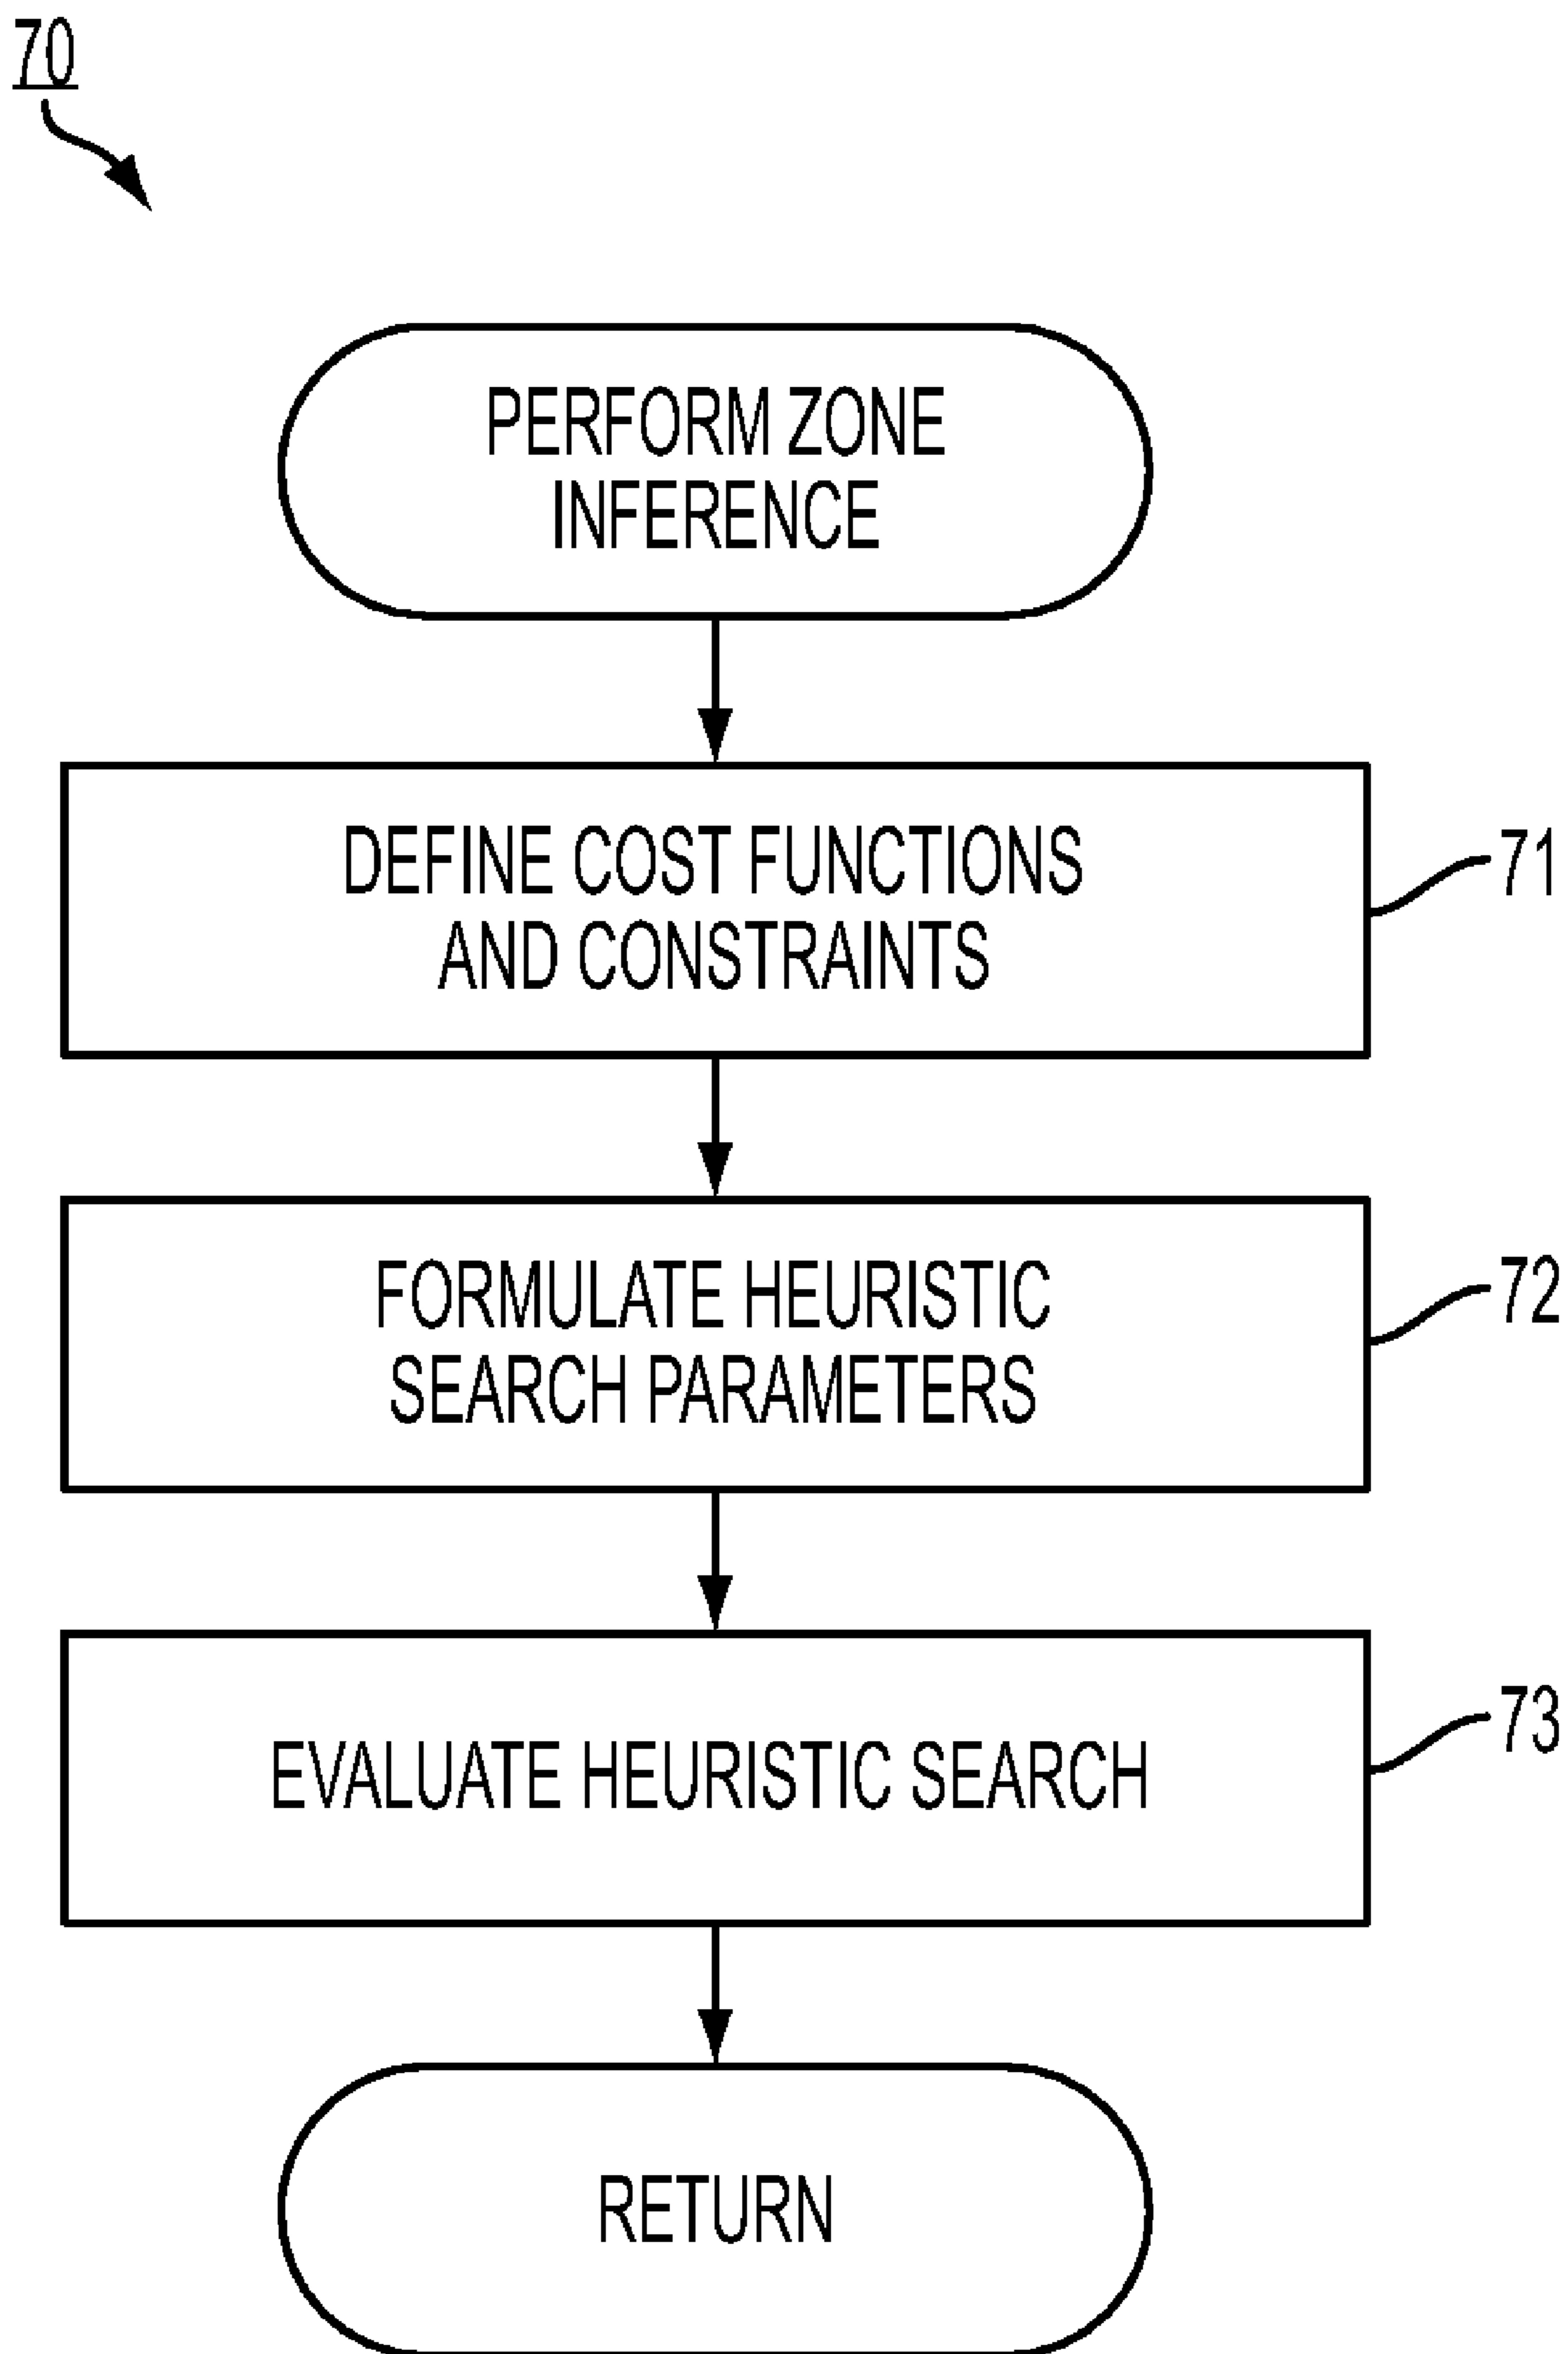 70
PERFORM ZONE
INFERENCE
DEFINE COST FUNCTIONS
AND CONSTRAINTS
71
FORMULATE HEURISTIC
SEARCH PARAMETERS
72
EVALUATE HEURISTIC SEARCH
73
RETURN